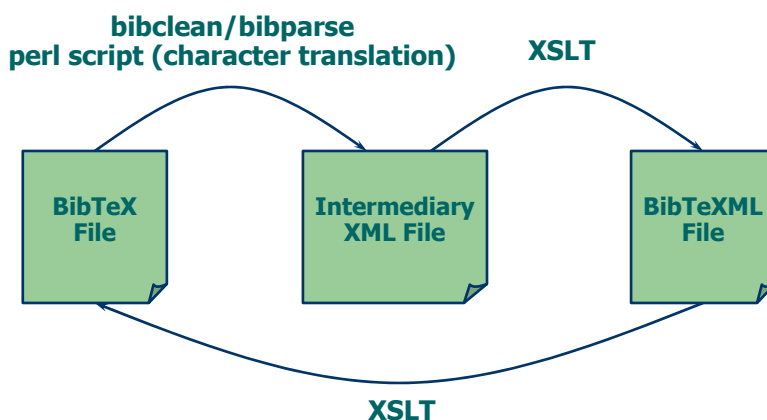 bibclean/bibparse
perl script (character translation)
XSLT
BibTeX
File
Intermediary
XML File
BibTeXML
File
XSLT